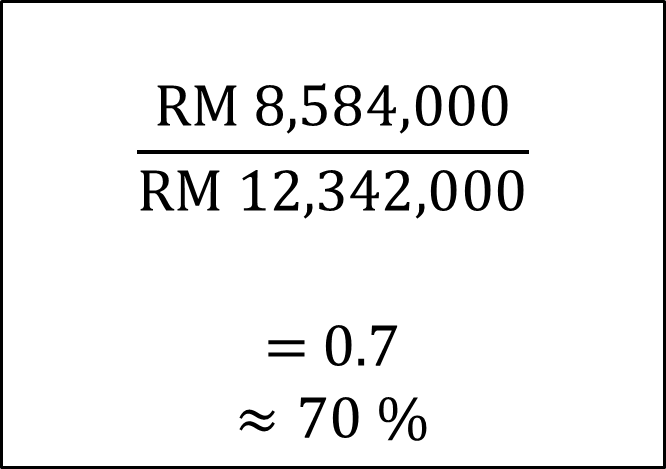 RM 8,584,000
RM 12,342,000
= 0.7
≈ 70 %